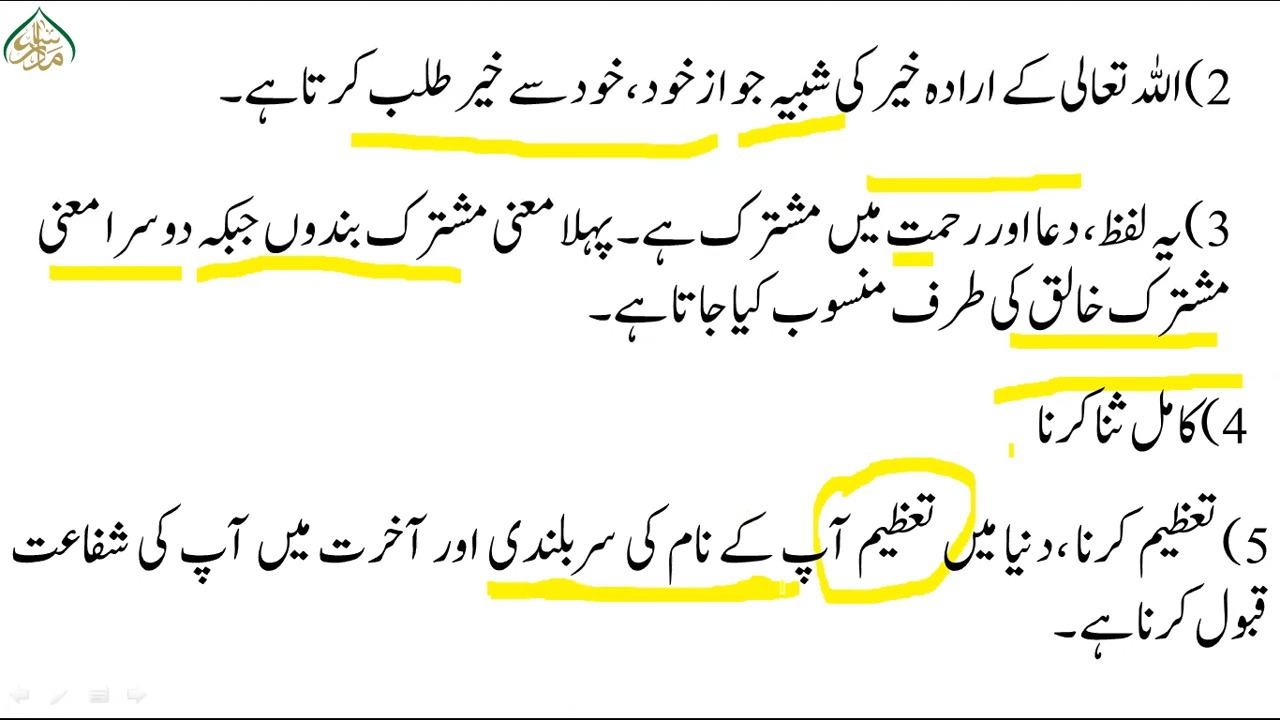 2)اللہ تعالی کے ارادہ خیر کی شبیہ جو از خود، خود سے خیر طلب کرتا ہے۔
3)یہ لفظ، دعا اور رحمت میں مشترک ہے۔ پہلا معنی مشترک بندوں جبکہ دوسرا معنی
مشترک خالق کی طرف منسوب کیا جاتا ہے۔
4)کامل ثنا کرنا
5)تعظیم کرنا، دنیا میں تعظیم آپ کے نام کی سربلندی اور آخرت میں آپ کی شفاعت
قبول کرنا ہے۔